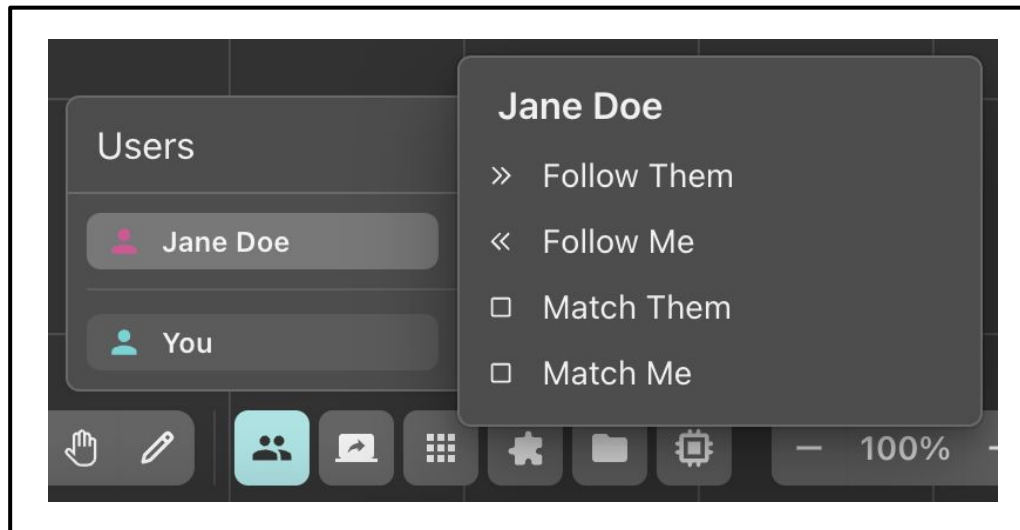 Users
Jane Doe
You
Jane Doe
Follow Them
Follow Me
Match Them
Match Me
100%